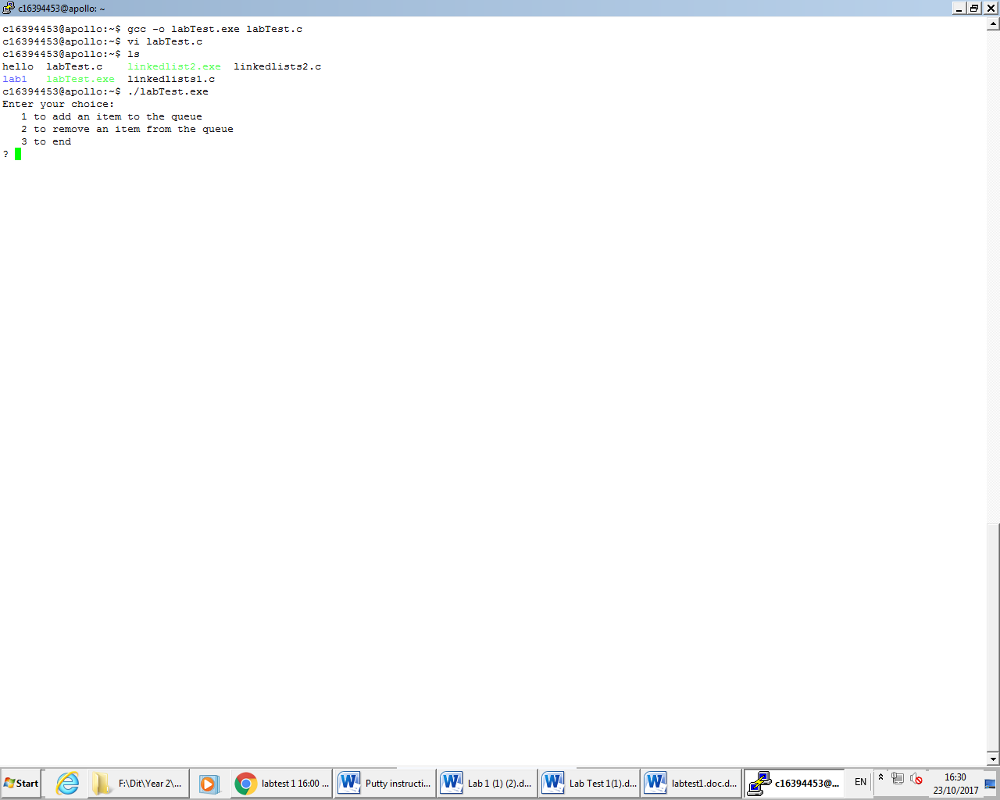 c16394453@apollo: ~
c16394453@apollo:~$ gcc -o labTest.exe labTest.c
c16394453@apollo:~$ vi labTest.c
c16394453@apollo:~$ ls
hello  labTest.c    linkedlist2.exe  linkedlists2.c
lab1   labTest.exe  linkedlists1.c
c16394453@apollo:~$ ./labTest.exe
Enter your choice:
   1 to add an item to the queue
   2 to remove an item from the queue
   3 to end
?
Start
F:\Dit\Year 2\...
labtest 1 16:00 ...
Putty instructi...
Lab 1 (1) (2).d...
Lab Test 1(1).d...
labtest1.doc.d...
c16394453@...
EN
16:30
23/10/2017